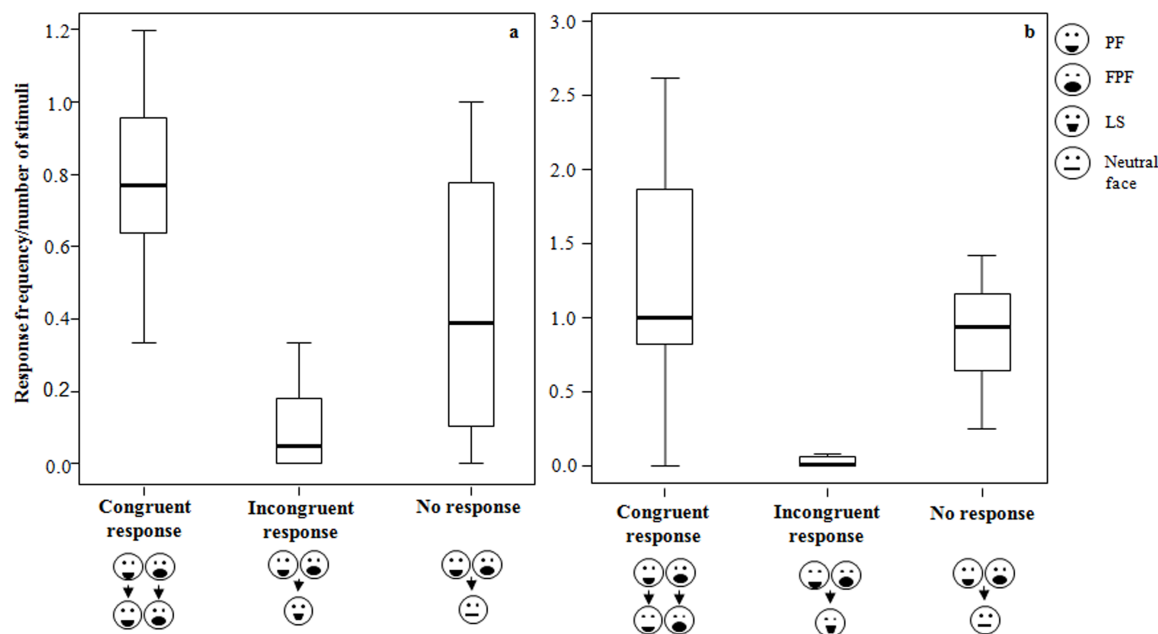 Response frequency/number of stimuli
a
1.2
1.0
0.8
0.6
0.4
0.2
0.0
Congruent
response
Incongruent
response
No response
b
3.0
2.5
2.0
1.5
1.0
0.5
0.0
Congruent
response
Incongruent
response
No response
PF
FPF
LS
Neutral
face